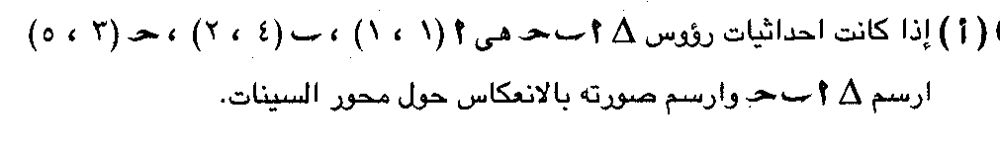 (أ) إذا كانت احداثيات رؤوس Δ أ ب حـ هى أ (١ ، ١) ، ب (٤ ، ٢) ، حـ (٣ ، ٥)
ارسم Δ أ ب حـ وارسم صورته بالانعكاس حول محور السينات.